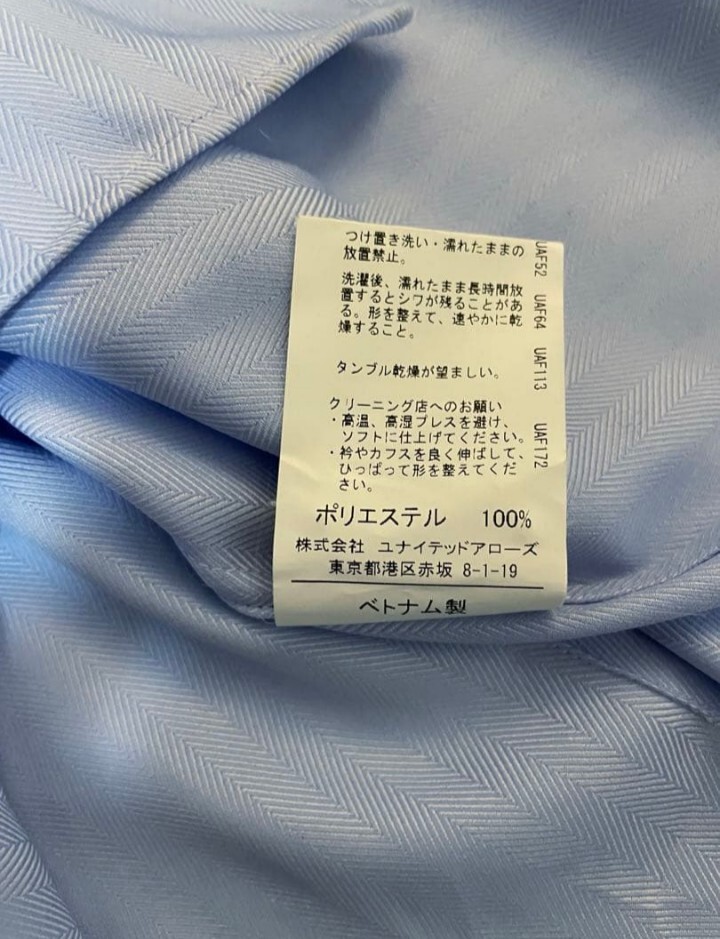 つけ置き洗い・濡れたままの
放置禁止。
洗濯後、濡れたまま長時間放
置するとシワが残ることがあ
る。形を整えて、速やかに乾
燥すること。
タンブル乾燥が望ましい。
クリーニング店へのお願い
・高温、高湿プレスを避け、
ソフトに仕上げてください。
・衿やカフスを良く伸ばして、
ひっぱって形を整えてくだ
さい。
UAF52 UAF64 UAF113 UAF172
ポリエステル 100%
株式会社 ユナイテッドアローズ
東京都港区赤坂 8-1-19
ベトナム製